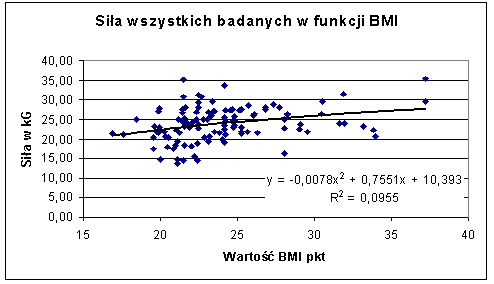 Siła wszystkich badanych w funkcji BMI
40,00
35,00
30,00
25,00
20,00
15,00
10,00
5,00
0,00
Siła w kG
y = -0,0078x² + 0,7551x + 10,393
R² = 0,0955
15 20 25 30 35 40
Wartość BMI pkt